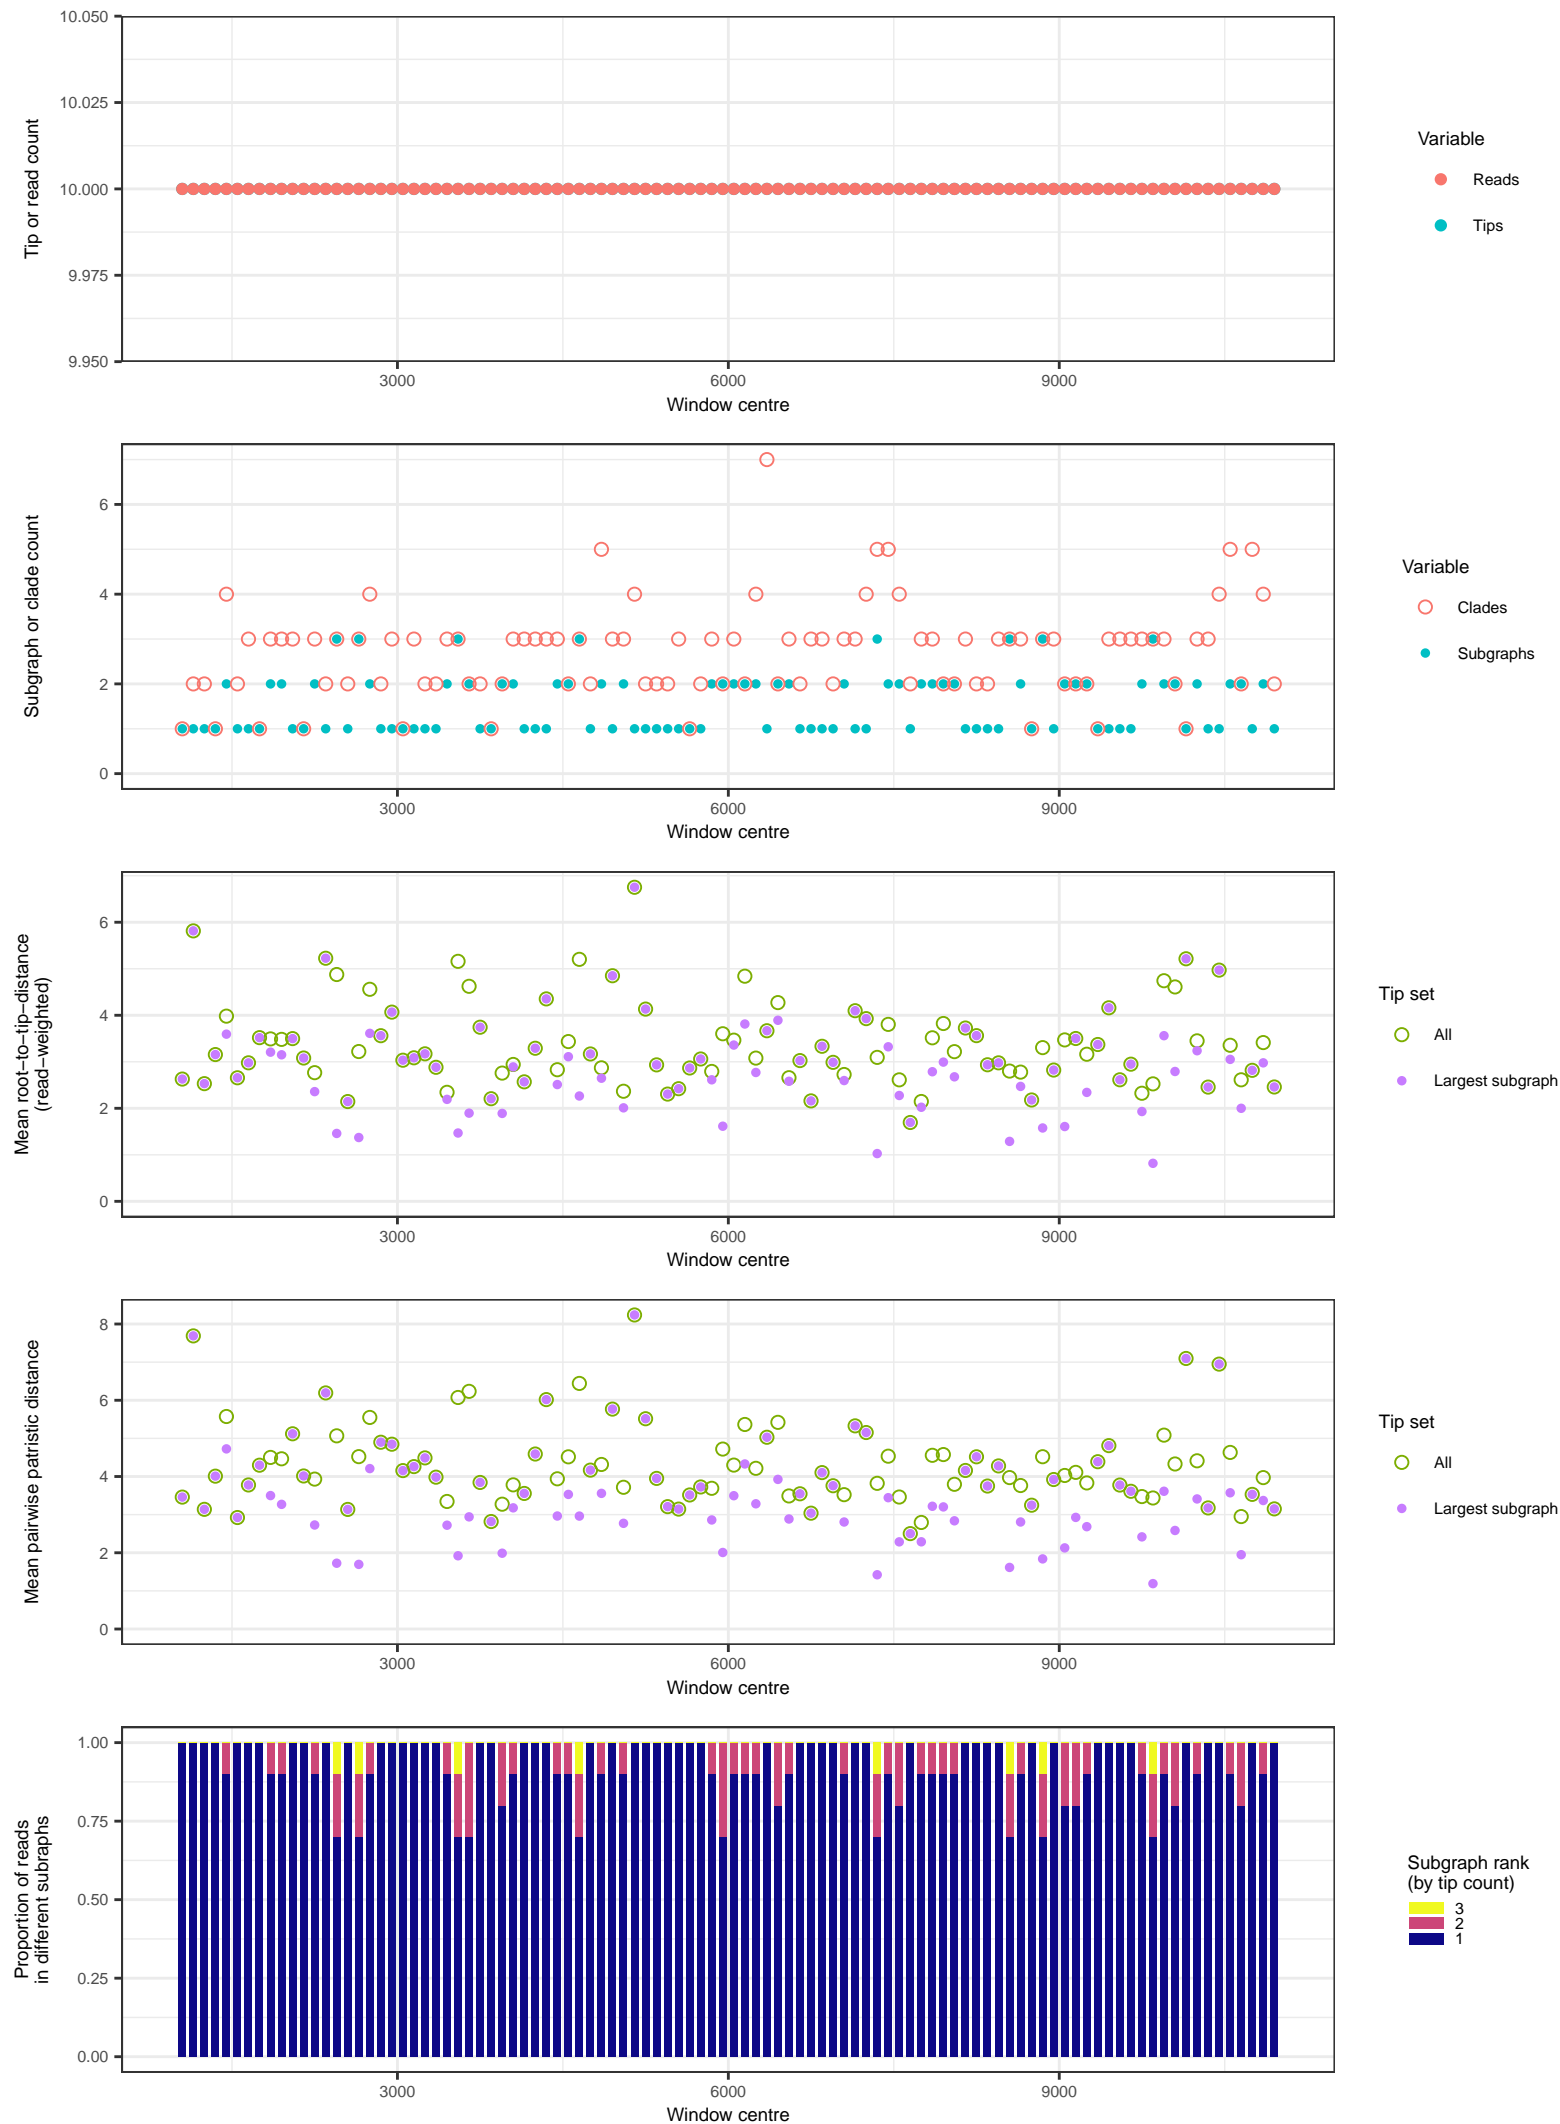 10.050
10.025
10.000
9.975
9.950
Tip or read count
3000
6000
9000
Window centre
Variable
Reads
Tips
6
4
2
0
Subgraph or clade count
3000
6000
9000
Window centre
Variable
Clades
Subgraphs
6
4
2
0
Mean root−to−tip−distance
(read−weighted)
3000
6000
9000
Window centre
Tip set
All
Largest subgraph
8
6
4
2
0
Mean pairwise patristic distance
3000
6000
9000
Window centre
Tip set
All
Largest subgraph
1.00
0.75
0.50
0.25
0.00
Proportion of reads
in different subraphs
3000
6000
9000
Window centre
Subgraph rank
(by tip count)
3
2
1